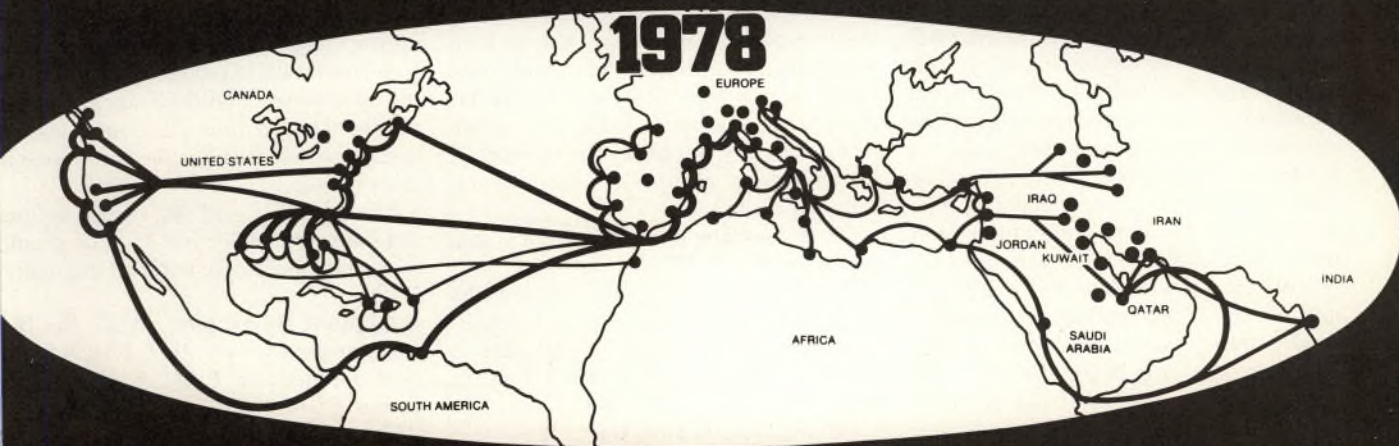 1978
EUROPE
CANADA
UNITED STATES
IRAQ
IRAN
JORDAN
KUWAIT
INDIA
QATAR
SAUDI
ARABIA
AFRICA
SOUTH AMERICA